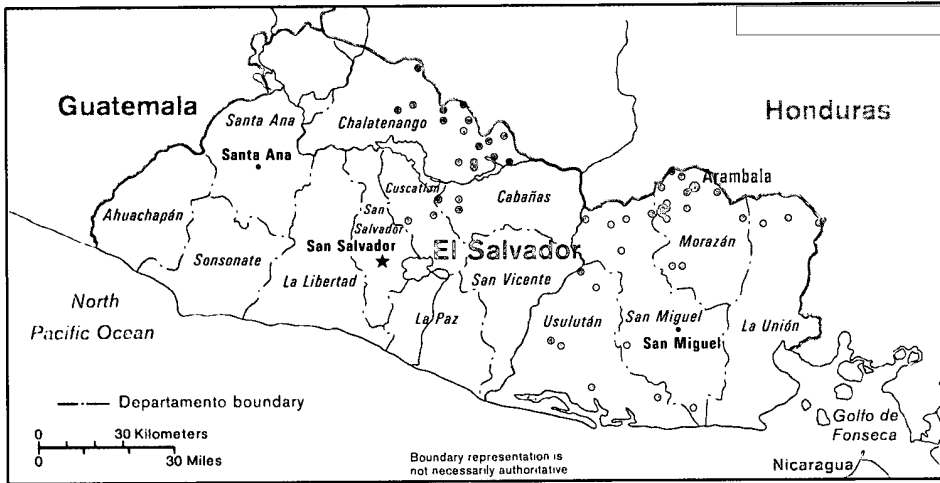 Guatemala
Honduras
Santa Ana
Santa Ana
Chalatenango
Arambala
Ahuachapán
Cuscatlán
Cabañas
San
Salvador
San Salvador
El Salvador
Morazán
Sonsonate
La Libertad
San Vicente
North
Pacific Ocean
La Paz
Usulután
San Miguel
San Miguel
La Unión
Departamento boundary
0 30 Kilometers
0 30 Miles
Boundary representation is
not necessarily authoritative
Golfo de
Fonseca
Nicaragua